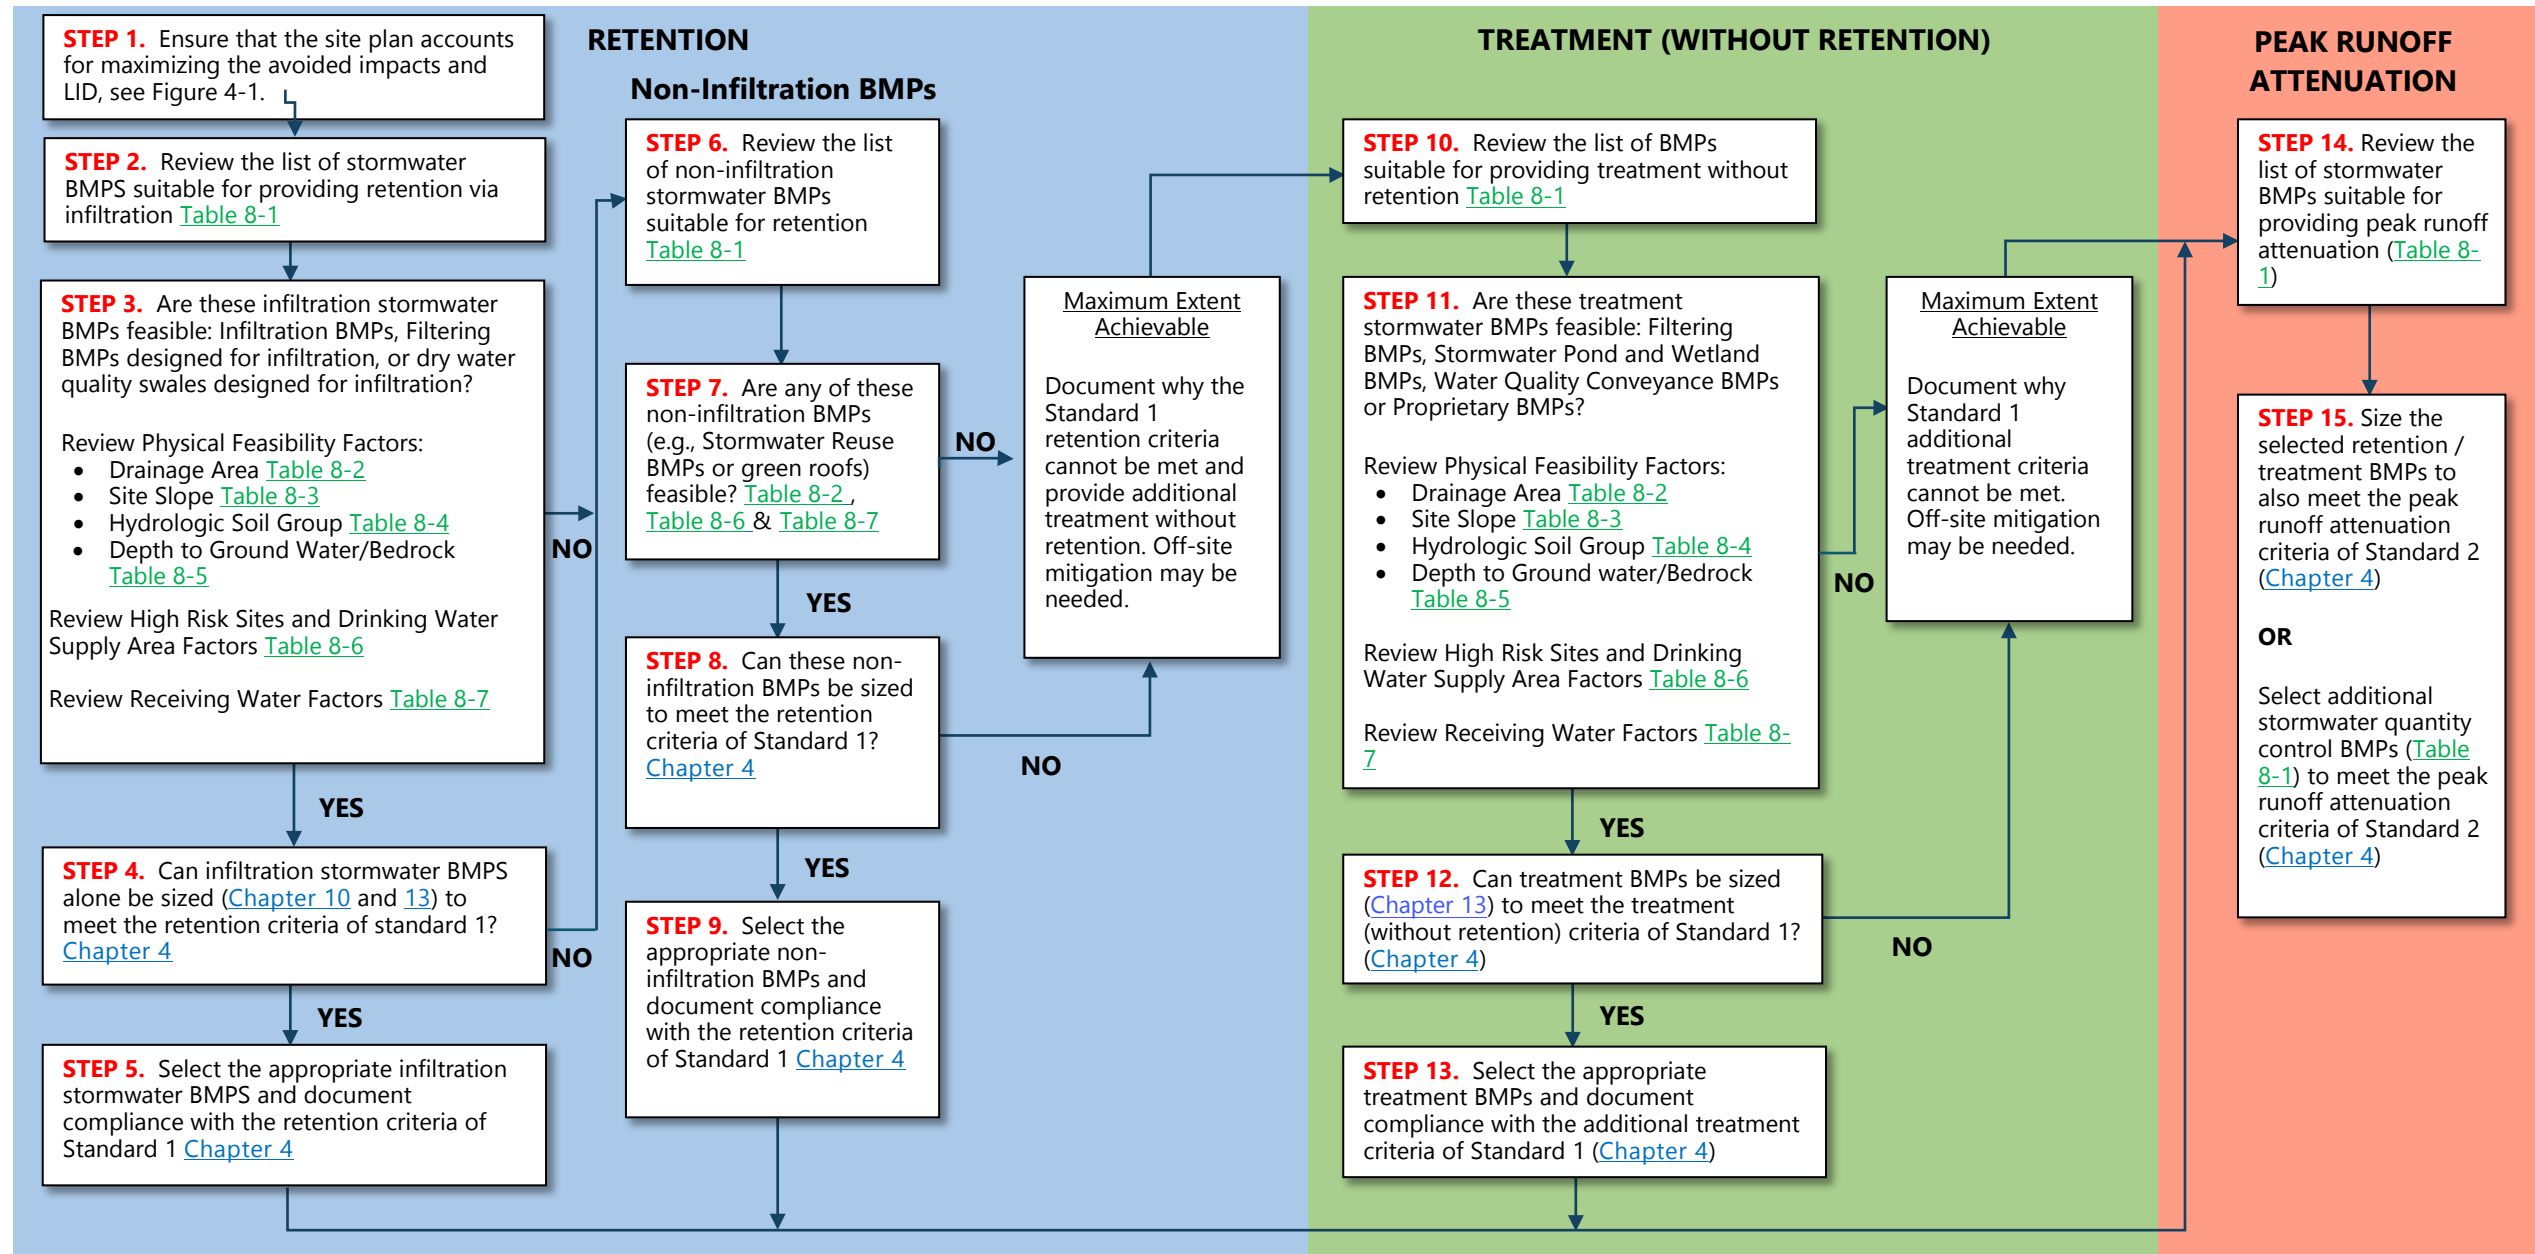 RETENTION
STEP 1. Ensure that the site plan accounts
for maximizing the avoided impacts and
LID, see Figure 4-1.
STEP 2. Review the list of stormwater
BMPS suitable for providing retention via
infiltration Table 8-1
STEP 3. Are these infiltration stormwater
BMPs feasible: Infiltration BMPs, Filtering
BMPs designed for infiltration, or dry water
quality swales designed for infiltration?
Review Physical Feasibility Factors:
• Drainage Area Table 8-2
• Site Slope Table 8-3
• Hydrologic Soil Group Table 8-4
• Depth to Ground Water/Bedrock
Table 8-5
Review High Risk Sites and Drinking Water
Supply Area Factors Table 8-6
Review Receiving Water Factors Table 8-7
NO
YES
STEP 4. Can infiltration stormwater BMPS
alone be sized (Chapter 10 and 13) to
meet the retention criteria of standard 1?
Chapter 4
NO
YES
STEP 5. Select the appropriate infiltration
stormwater BMPS and document
compliance with the retention criteria of
Standard 1 Chapter 4
Non-Infiltration BMPs
STEP 6. Review the list
of non-infiltration
stormwater BMPs
suitable for retention
Table 8-1
STEP 7. Are any of these
non-infiltration BMPs
(e.g., Stormwater Reuse
BMPs or green roofs)
feasible? Table 8-2 ,
Table 8-6 & Table 8-7
NO
YES
STEP 8. Can these non-
infiltration BMPs be sized
to meet the retention
criteria of Standard 1?
Chapter 4
NO
YES
STEP 9. Select the
appropriate non-
infiltration BMPs and
document compliance
with the retention criteria
of Standard 1 Chapter 4
Maximum Extent
Achievable
Document why the
Standard 1
retention criteria
cannot be met and
provide additional
treatment without
retention. Off-site
mitigation may be
needed.
TREATMENT (WITHOUT RETENTION)
STEP 10. Review the list of BMPs
suitable for providing treatment without
retention Table 8-1
STEP 11. Are these treatment
stormwater BMPs feasible: Filtering
BMPs, Stormwater Pond and Wetland
BMPs, Water Quality Conveyance BMPs
or Proprietary BMPs?
Review Physical Feasibility Factors:
• Drainage Area Table 8-2
• Site Slope Table 8-3
• Hydrologic Soil Group Table 8-4
• Depth to Ground water/Bedrock
Table 8-5
Review High Risk Sites and Drinking
Water Supply Area Factors Table 8-6
Review Receiving Water Factors Table 8-
7
NO
YES
STEP 12. Can treatment BMPs be sized
(Chapter 13) to meet the treatment
(without retention) criteria of Standard 1?
(Chapter 4)
NO
YES
STEP 13. Select the appropriate
treatment BMPs and document
compliance with the additional treatment
criteria of Standard 1 (Chapter 4)
Maximum Extent
Achievable
Document why
Standard 1
additional
treatment criteria
cannot be met.
Off-site mitigation
may be needed.
PEAK RUNOFF
ATTENUATION
STEP 14. Review the
list of stormwater
BMPs suitable for
providing peak runoff
attenuation (Table 8-
1)
STEP 15. Size the
selected retention /
treatment BMPs to
also meet the peak
runoff attenuation
criteria of Standard 2
(Chapter 4)
OR
Select additional
stormwater quantity
control BMPs (Table
8-1) to meet the peak
runoff attenuation
criteria of Standard 2
(Chapter 4)